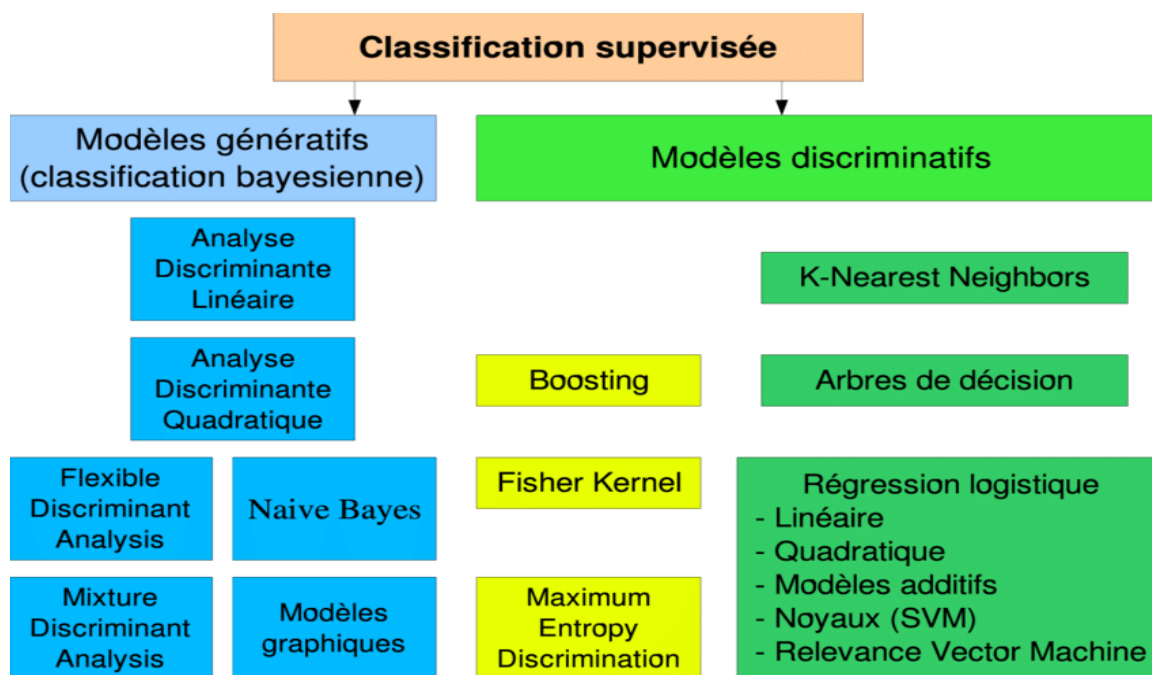 Classification supervisée
Modèles génératifs
(classification bayesienne)
Modèles discriminatifs
Analyse
Discriminante
Linéaire
K-Nearest Neighbors
Analyse
Discriminante
Quadratique
Boosting
Arbres de décision
Flexible
Discriminant
Analysis
Naive Bayes
Fisher Kernel
Régression logistique
- Linéaire
- Quadratique
- Modèles additifs
- Noyaux (SVM)
- Relevance Vector Machine
Mixture
Discriminant
Analysis
Modèles
graphiques
Maximum
Entropy
Discrimination